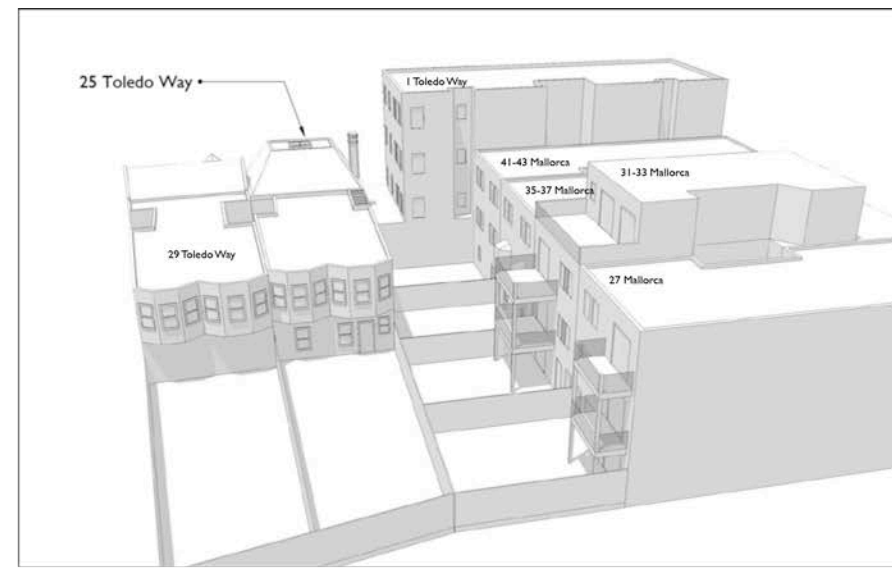 25 Toledo Way
1 Toledo Way
41-43 Mallorca
31-33 Mallorca
35-37 Mallorca
29 Toledo Way
27 Mallorca